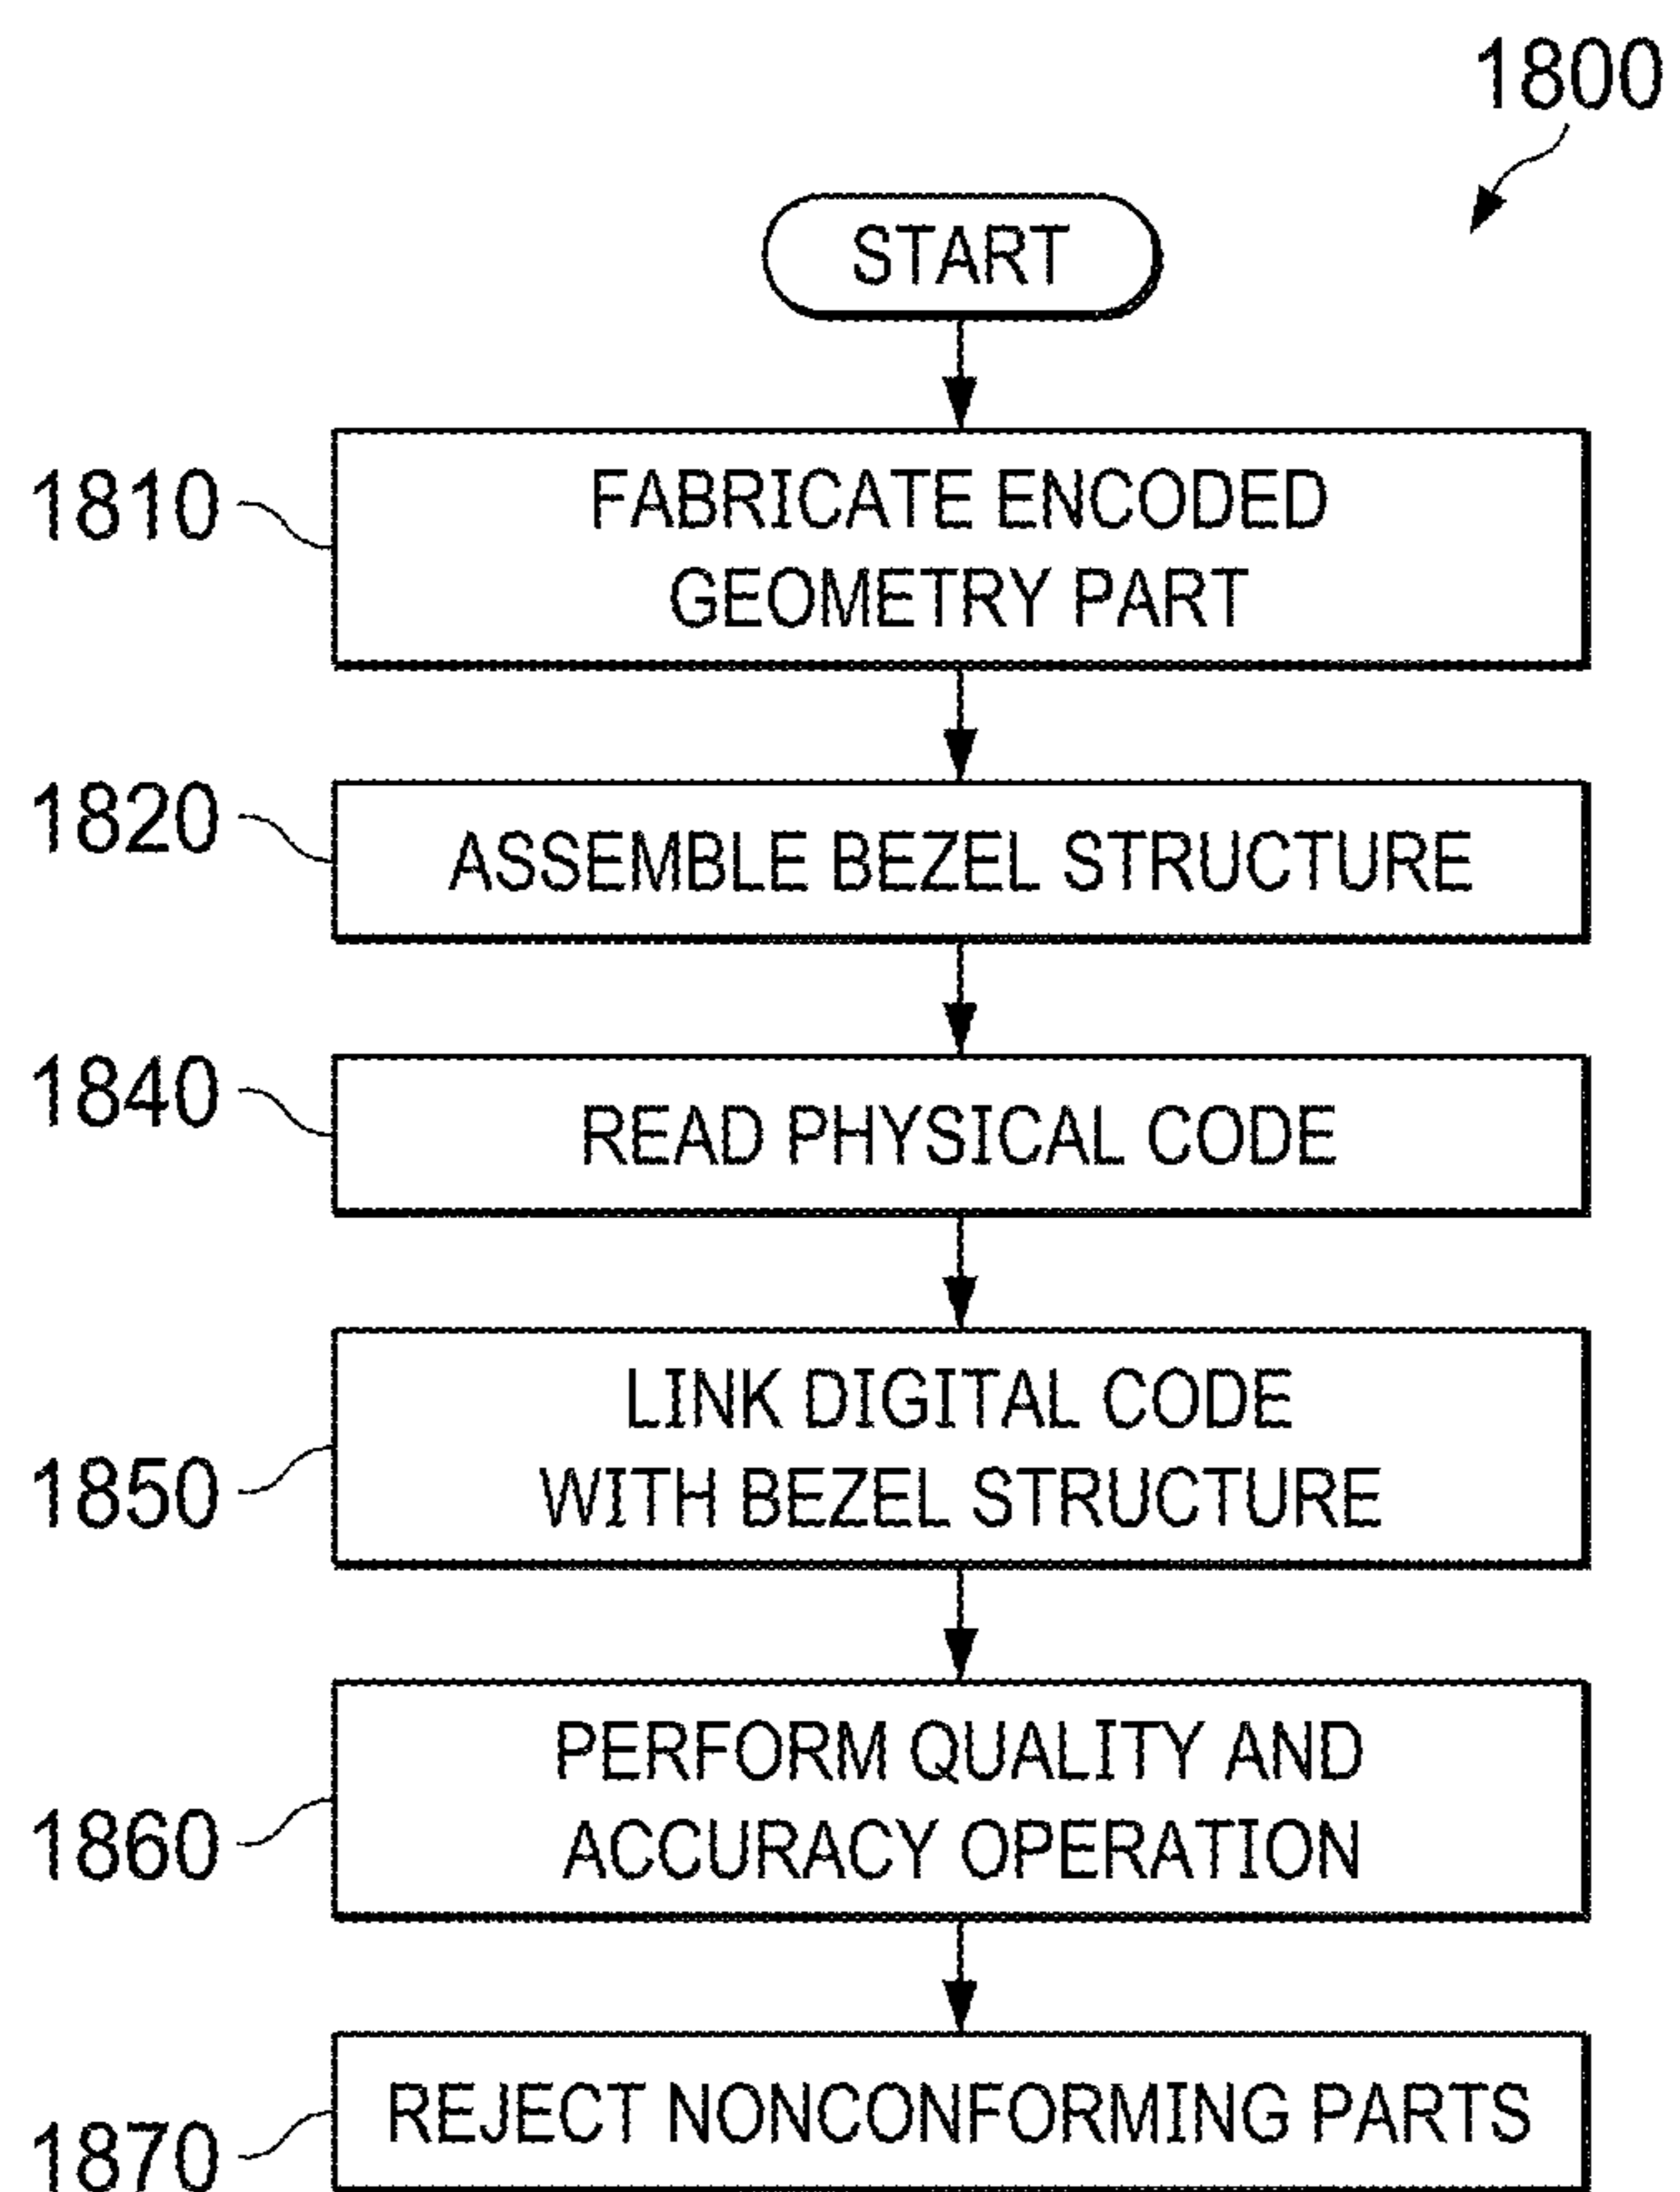 1800
START
1810
FABRICATE ENCODED
GEOMETRY PART
1820
ASSEMBLE BEZEL STRUCTURE
1840
READ PHYSICAL CODE
1850
LINK DIGITAL CODE
WITH BEZEL STRUCTURE
1860
PERFORM QUALITY AND
ACCURACY OPERATION
1870
REJECT NONCONFORMING PARTS